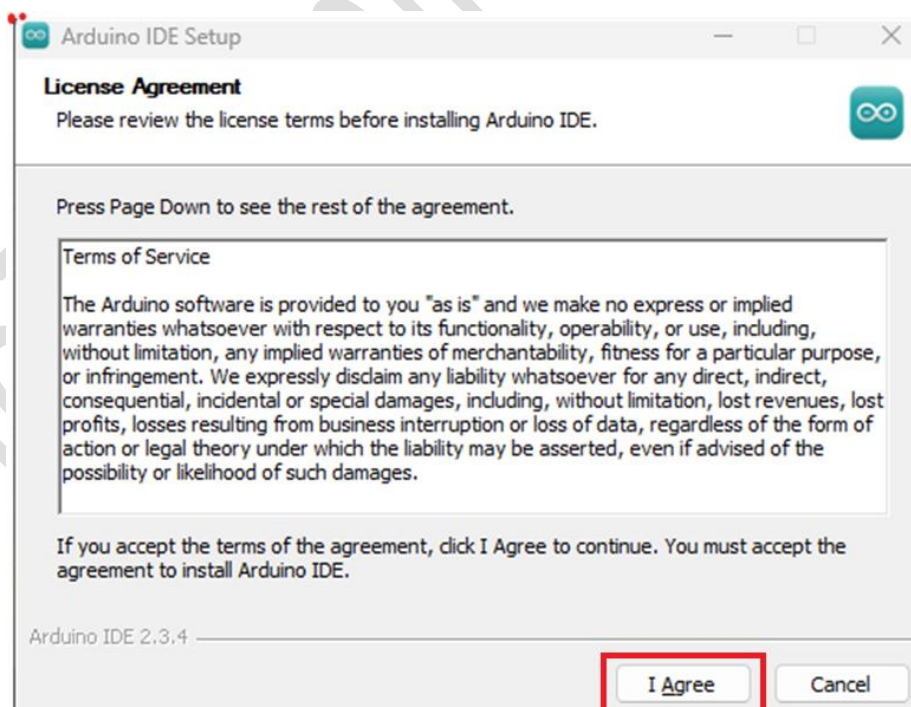 Arduino IDE Setup
License Agreement
Please review the license terms before installing Arduino IDE.
Press Page Down to see the rest of the agreement.
Terms of Service
The Arduino software is provided to you "as is" and we make no express or implied
warranties whatsoever with respect to its functionality, operability, or use, including,
without limitation, any implied warranties of merchantability, fitness for a particular purpose,
or infringement. We expressly disclaim any liability whatsoever for any direct, indirect,
consequential, incidental or special damages, including, without limitation, lost revenues, lost
profits, losses resulting from business interruption or loss of data, regardless of the form of
action or legal theory under which the liability may be asserted, even if advised of the
possibility or likelihood of such damages.
If you accept the terms of the agreement, click I Agree to continue. You must accept the
agreement to install Arduino IDE.
Arduino IDE 2.3.4
I Agree
Cancel